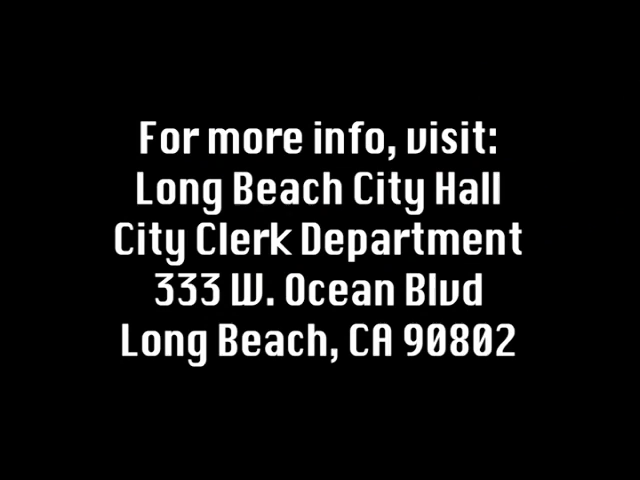 For more info, visit:
Long Beach City Hall
City Clerk Department
333 W. Ocean Blvd
Long Beach, CA 90802